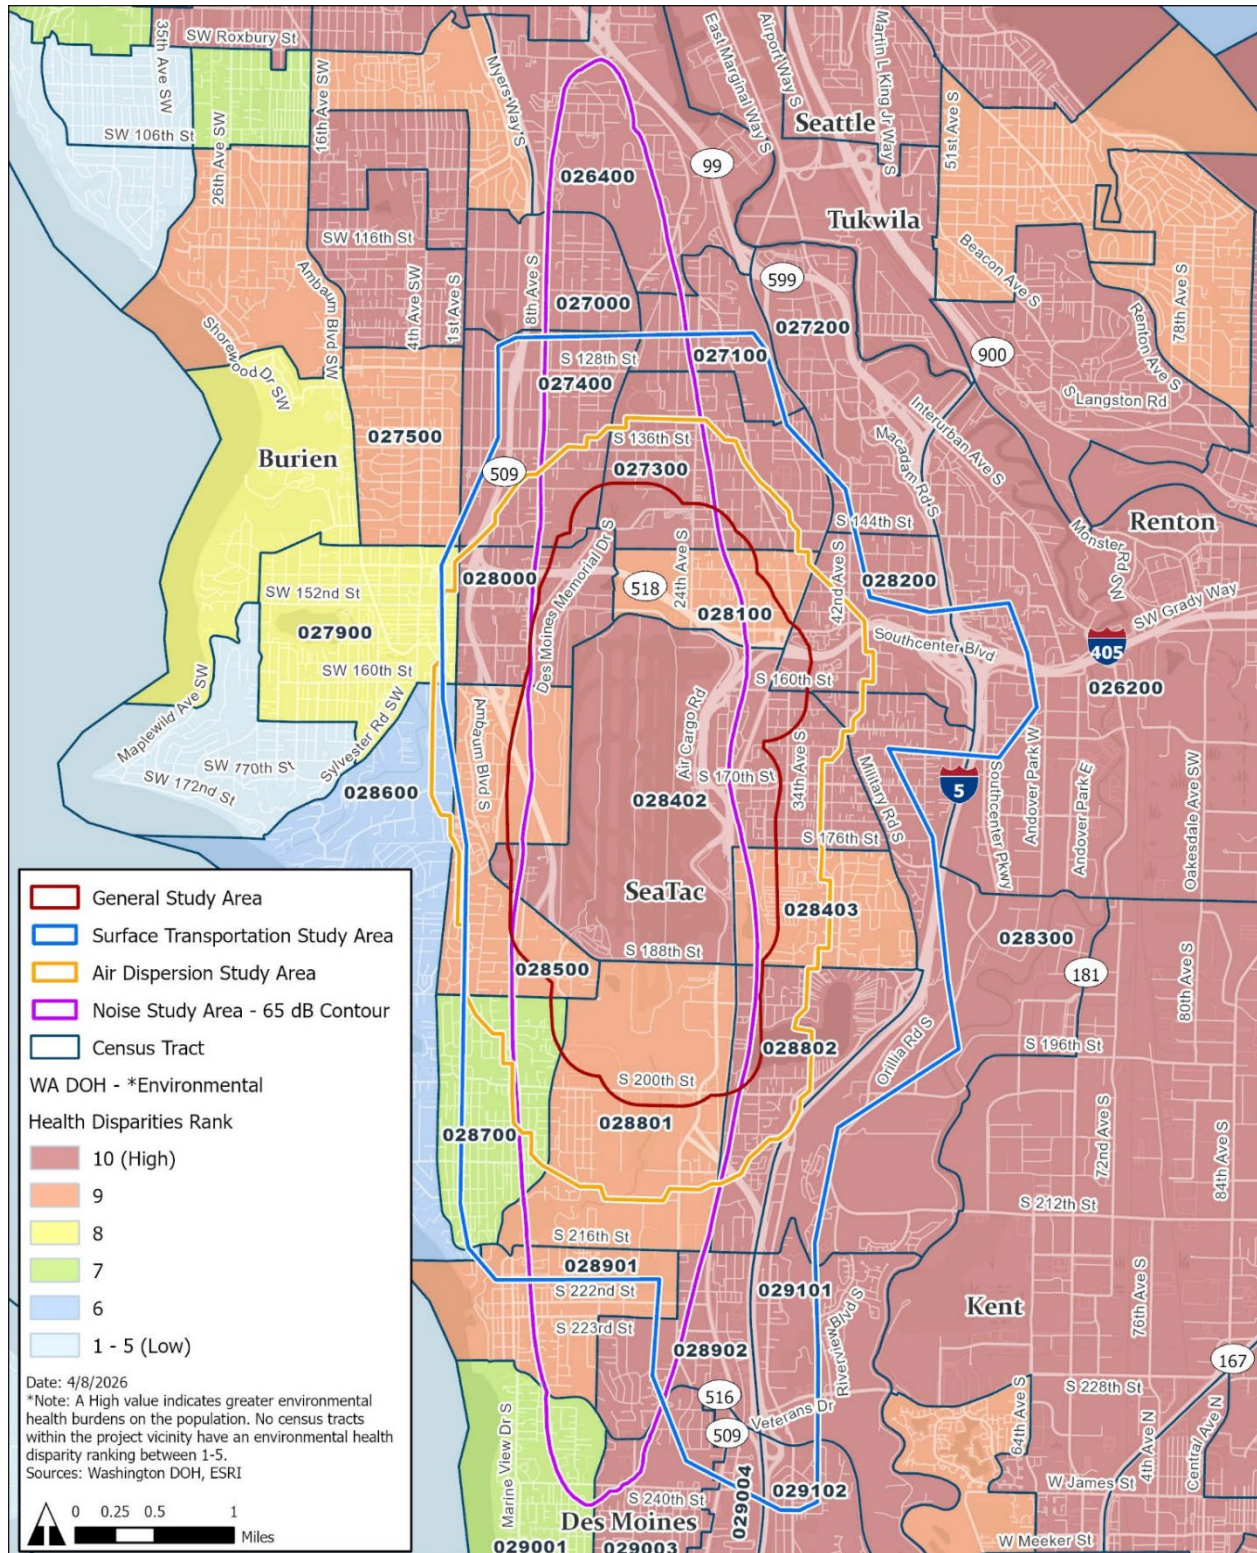 SW Roxbury St
35th Ave SW
SW 106th St
26th Ave SW
16th Ave SW
Myers Way S
East Marginal Way S
Airport Way S
Martin L King Jr Way S
Seattle
51st Ave S
99
026400
Tukwila
SW 116th St
Ambaum Blvd SW
4th Ave SW
1st Ave S
8th Ave S
027000
599
027200
Beacon Ave S
78th Ave S
Renton Ave S
900
Shorewood Dr SW
S 128th St
027100
027400
S Langston Rd
Interurban Ave S
Macadam Rd S
027500
Burien
S 136th St
027300
509
S 144th St
Renton
Monster Rd SW
028000
Des Moines Memorial Dr S
518
24th Ave S
028100
42nd Ave S
028200
SW 152nd St
027900
SW 160th St
Southcenter Blvd
SW Grady Way
405
026200
S 160th St
Maplewild Ave SW
SW 170th St
SW 172nd St
Sylvester Rd SW
028600
Ambaum Blvd S
Air Cargo Rd
S 170th St
34th Ave S
Military Rd S
028402
5
Southcenter Pkwy
Andover Park W
Andover Park E
Oakesdale Ave SW
S 176th St
SeaTac
028403
028300
S 188th St
028500
181
80th Ave S
028802
Orillia Rd S
S 196th St
S 200th St
028801
028700
72nd Ave S
84th Ave S
S 212th St
S 216th St
028901
S 222nd St
029101
Kent
76th Ave S
S 223rd St
028902
Riverview Blvd S
167
516
509
Veterans Dr
S 228th St
64th Ave S
4th Ave N
Central Ave N
Marine View Dr S
W James St
S 240th St
029004
029102
Des Moines
029001
029003
W Meeker St
General Study Area
Surface Transportation Study Area
Air Dispersion Study Area
Noise Study Area - 65 dB Contour
Census Tract
WA DOH - *Environmental
Health Disparities Rank
10 (High)
9
8
7
6
1 - 5 (Low)
Date: 4/8/2026
*Note: A High value indicates greater environmental
health burdens on the population. No census tracts
within the project vicinity have an environmental health
disparity ranking between 1-5.
Sources: Washington DOH, ESRI
0 0.25 0.5 1
Miles